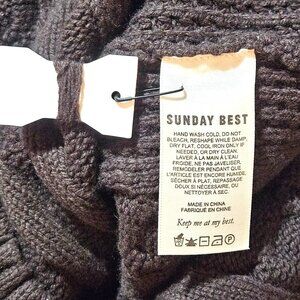 SUNDAY BEST
HAND WASH COLD, DO NOT
BLEACH, RESHAPE WHILE DAMP,
DRY FLAT, COOL IRON ONLY IF
NEEDED, OR DRY CLEAN.
LAVER À LA MAIN À L'EAU
FROIDE, NE PAS JAVELLISER,
REMODELER PENDANT QUE
L'ARTICLE EST ENCORE HUMIDE,
SÉCHER À PLAT, REPASSAGE
DOUX SI NÉCESSAIRE, OU
NETTOYER À SEC.
MADE IN CHINA
FABRIQUÉ EN CHINE
Keep me at my best.
P